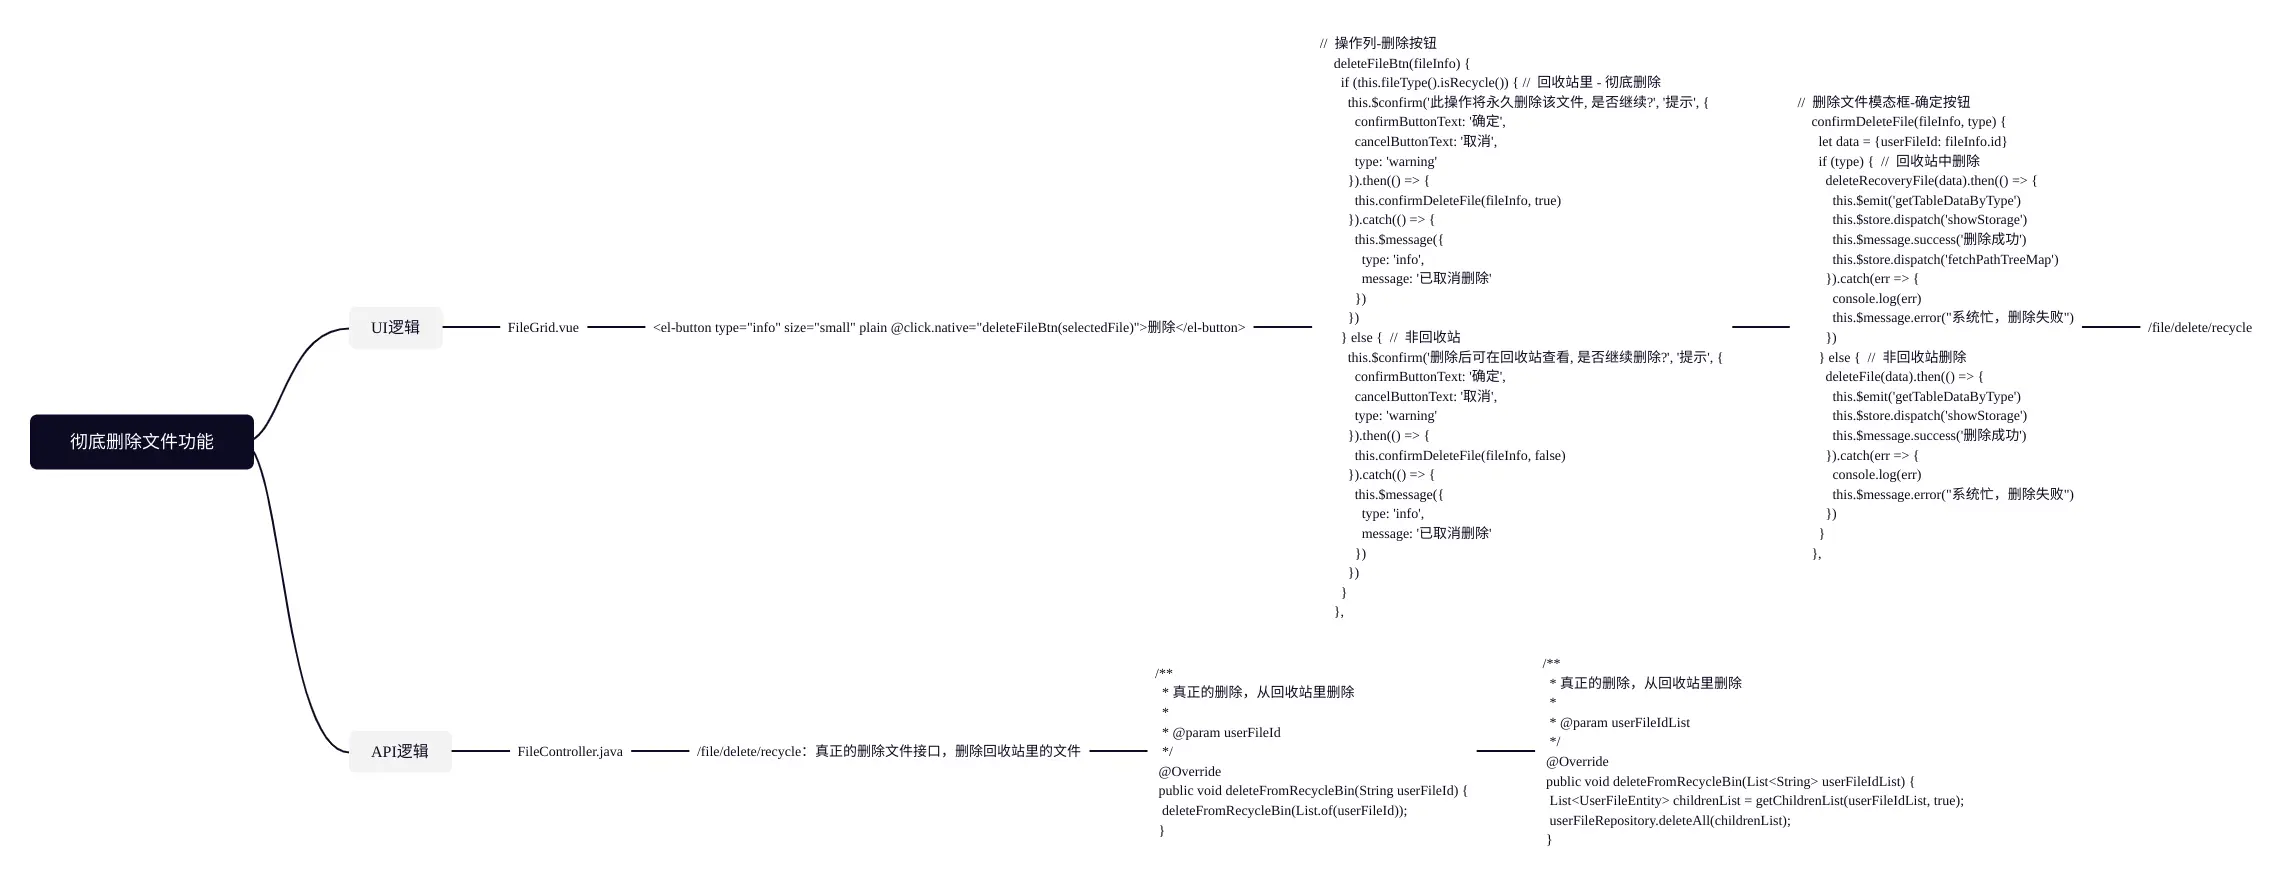 彻底删除文件功能
UI逻辑
FileGrid.vue
<el-button type="info" size="small" plain @click.native="deleteFileBtn(selectedFile)">删除</el-button>
// 操作列-删除按钮
deleteFileBtn(fileInfo) {
if (this.fileType().isRecycle()) { // 回收站里 - 彻底删除
this.$confirm('此操作将永久删除该文件, 是否继续?', '提示', {
confirmButtonText: '确定',
cancelButtonText: '取消',
type: 'warning'
}).then(() => {
this.confirmDeleteFile(fileInfo, true)
}).catch(() => {
this.$message({
type: 'info',
message: '已取消删除'
})
})
} else { // 非回收站
this.$confirm('删除后可在回收站查看, 是否继续删除?', '提示', {
confirmButtonText: '确定',
cancelButtonText: '取消',
type: 'warning'
}).then(() => {
this.confirmDeleteFile(fileInfo, false)
}).catch(() => {
this.$message({
type: 'info',
message: '已取消删除'
})
})
}
},
// 删除文件模态框-确定按钮
confirmDeleteFile(fileInfo, type) {
let data = {userFileId: fileInfo.id}
if (type) { // 回收站中删除
deleteRecoveryFile(data).then(() => {
this.$emit('getTableDataByType')
this.$store.dispatch('showStorage')
this.$message.success('删除成功')
this.$store.dispatch('fetchPathTreeMap')
}).catch(err => {
console.log(err)
this.$message.error("系统忙，删除失败")
})
} else { // 非回收站删除
deleteFile(data).then(() => {
this.$emit('getTableDataByType')
this.$store.dispatch('showStorage')
this.$message.success('删除成功')
}).catch(err => {
console.log(err)
this.$message.error("系统忙，删除失败")
})
}
},
/file/delete/recycle
API逻辑
FileController.java
/file/delete/recycle：真正的删除文件接口，删除回收站里的文件
/**
* 真正的删除，从回收站里删除
*
* @param userFileId
*/
@Override
public void deleteFromRecycleBin(String userFileId) {
deleteFromRecycleBin(List.of(userFileId));
}
/**
* 真正的删除，从回收站里删除
*
* @param userFileIdList
*/
@Override
public void deleteFromRecycleBin(List<String> userFileIdList) {
List<UserFileEntity> childrenList = getChildrenList(userFileIdList, true);
userFileRepository.deleteAll(childrenList);
}